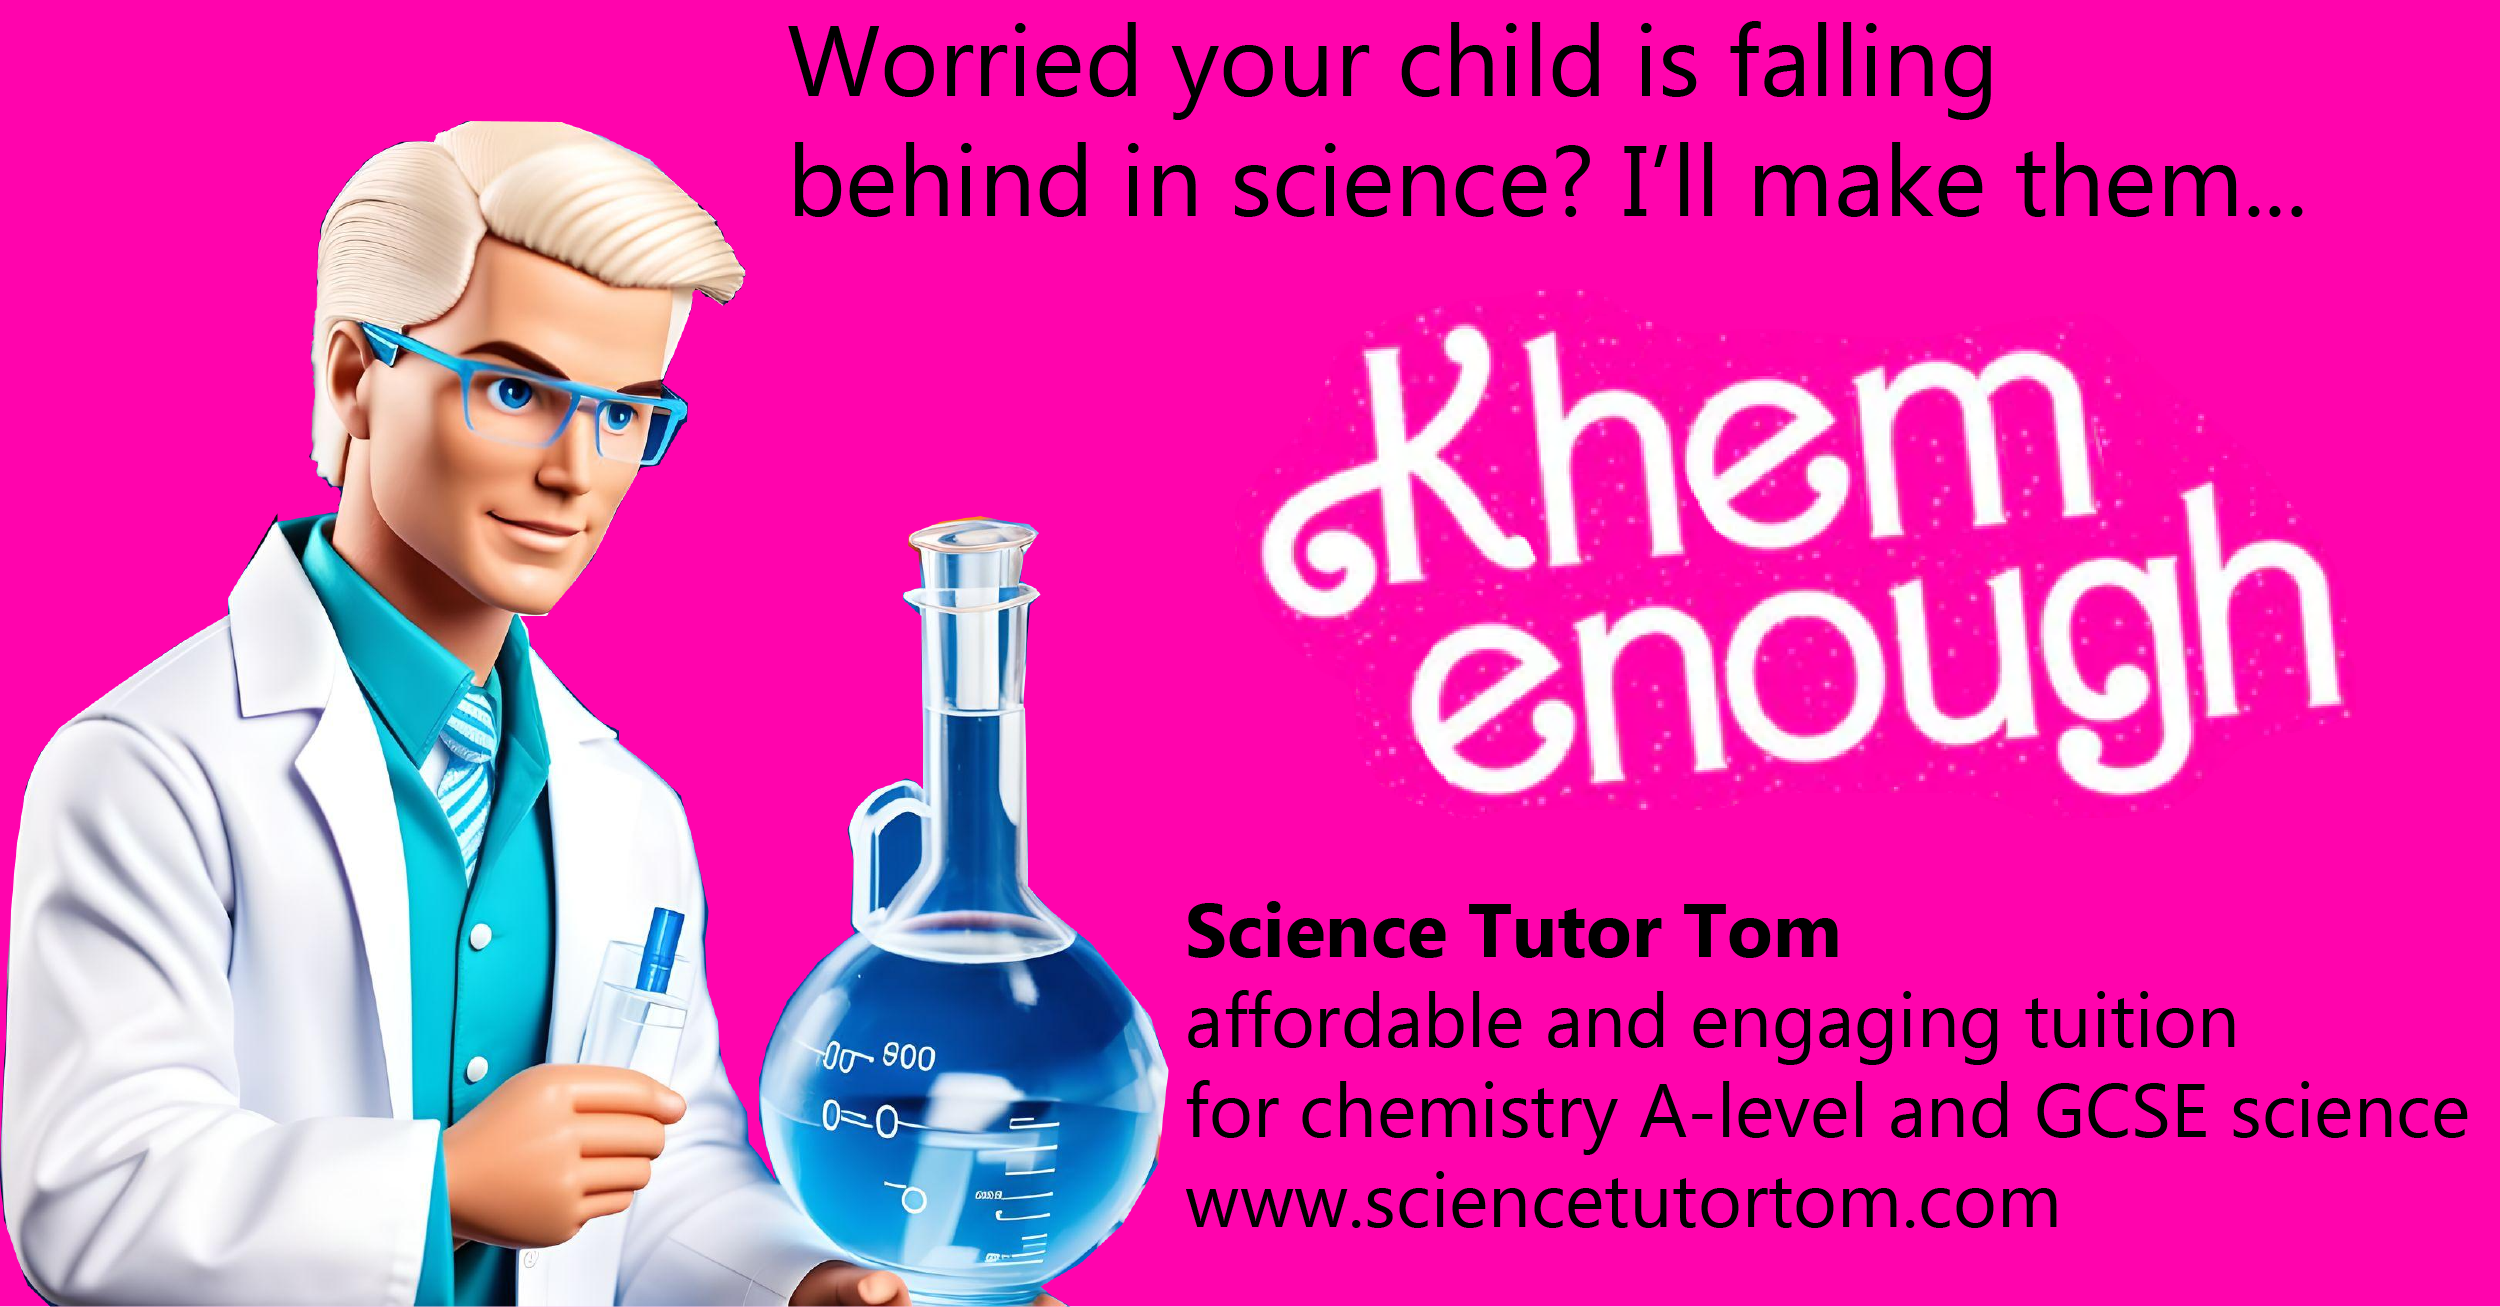 Worried your child is falling
behind in science? I’ll make them...
Khem
enough
Science Tutor Tom
affordable and engaging tuition
for chemistry A-level and GCSE science
www.sciencetutortom.com